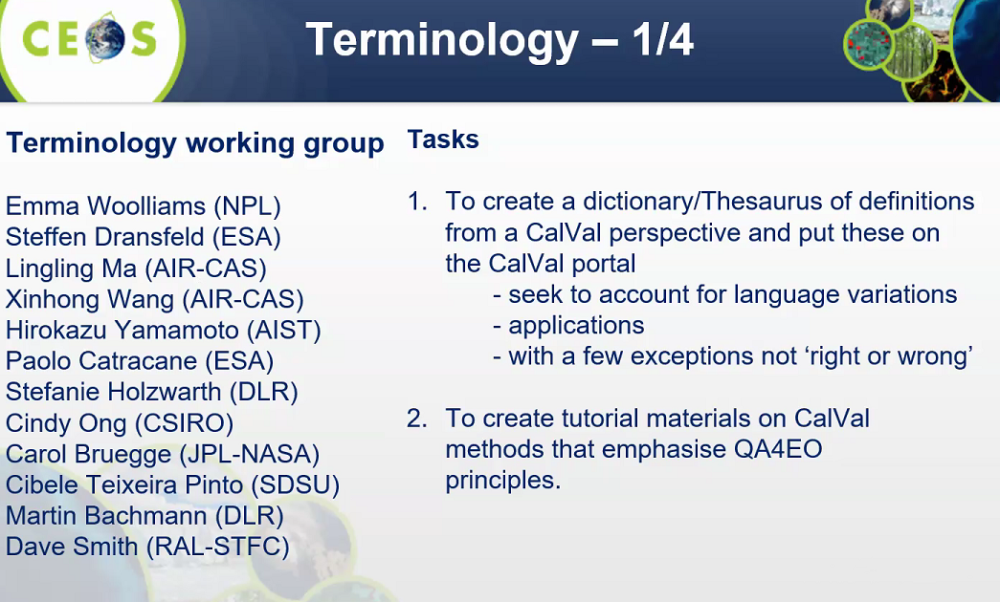 CEOS
Terminology – 1/4
Terminology working group
Emma Woolliams (NPL)
Steffen Dransfeld (ESA)
Lingling Ma (AIR-CAS)
Xinhong Wang (AIR-CAS)
Hirokazu Yamamoto (AIST)
Paolo Catracane (ESA)
Stefanie Holzwarth (DLR)
Cindy Ong (CSIRO)
Carol Bruegge (JPL-NASA)
Cibele Teixeira Pinto (SDSU)
Martin Bachmann (DLR)
Dave Smith (RAL-STFC)
Tasks
1. To create a dictionary/Thesaurus of definitions
from a CalVal perspective and put these on
the CalVal portal
- seek to account for language variations
- applications
- with a few exceptions not ‘right or wrong’
2. To create tutorial materials on CalVal
methods that emphasise QA4EO
principles.